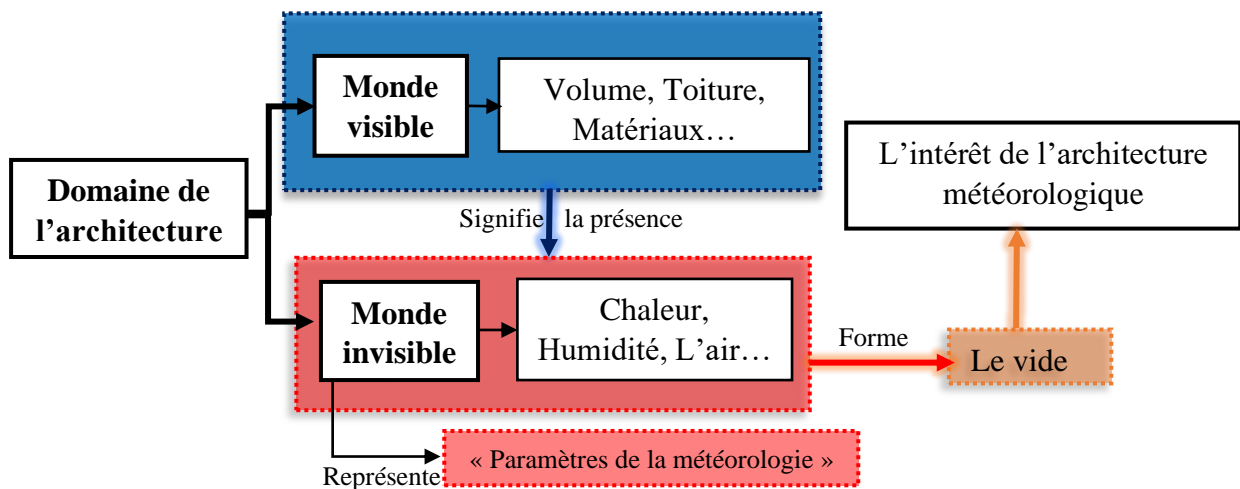 Domaine de
l’architecture
Monde
visible
Volume, Toiture,
Matériaux…
Signifie la présence
Monde
invisible
Chaleur,
Humidité, L’air…
Représente
« Paramètres de la météorologie »
Forme
Le vide
L’intérêt de l’architecture
météorologique